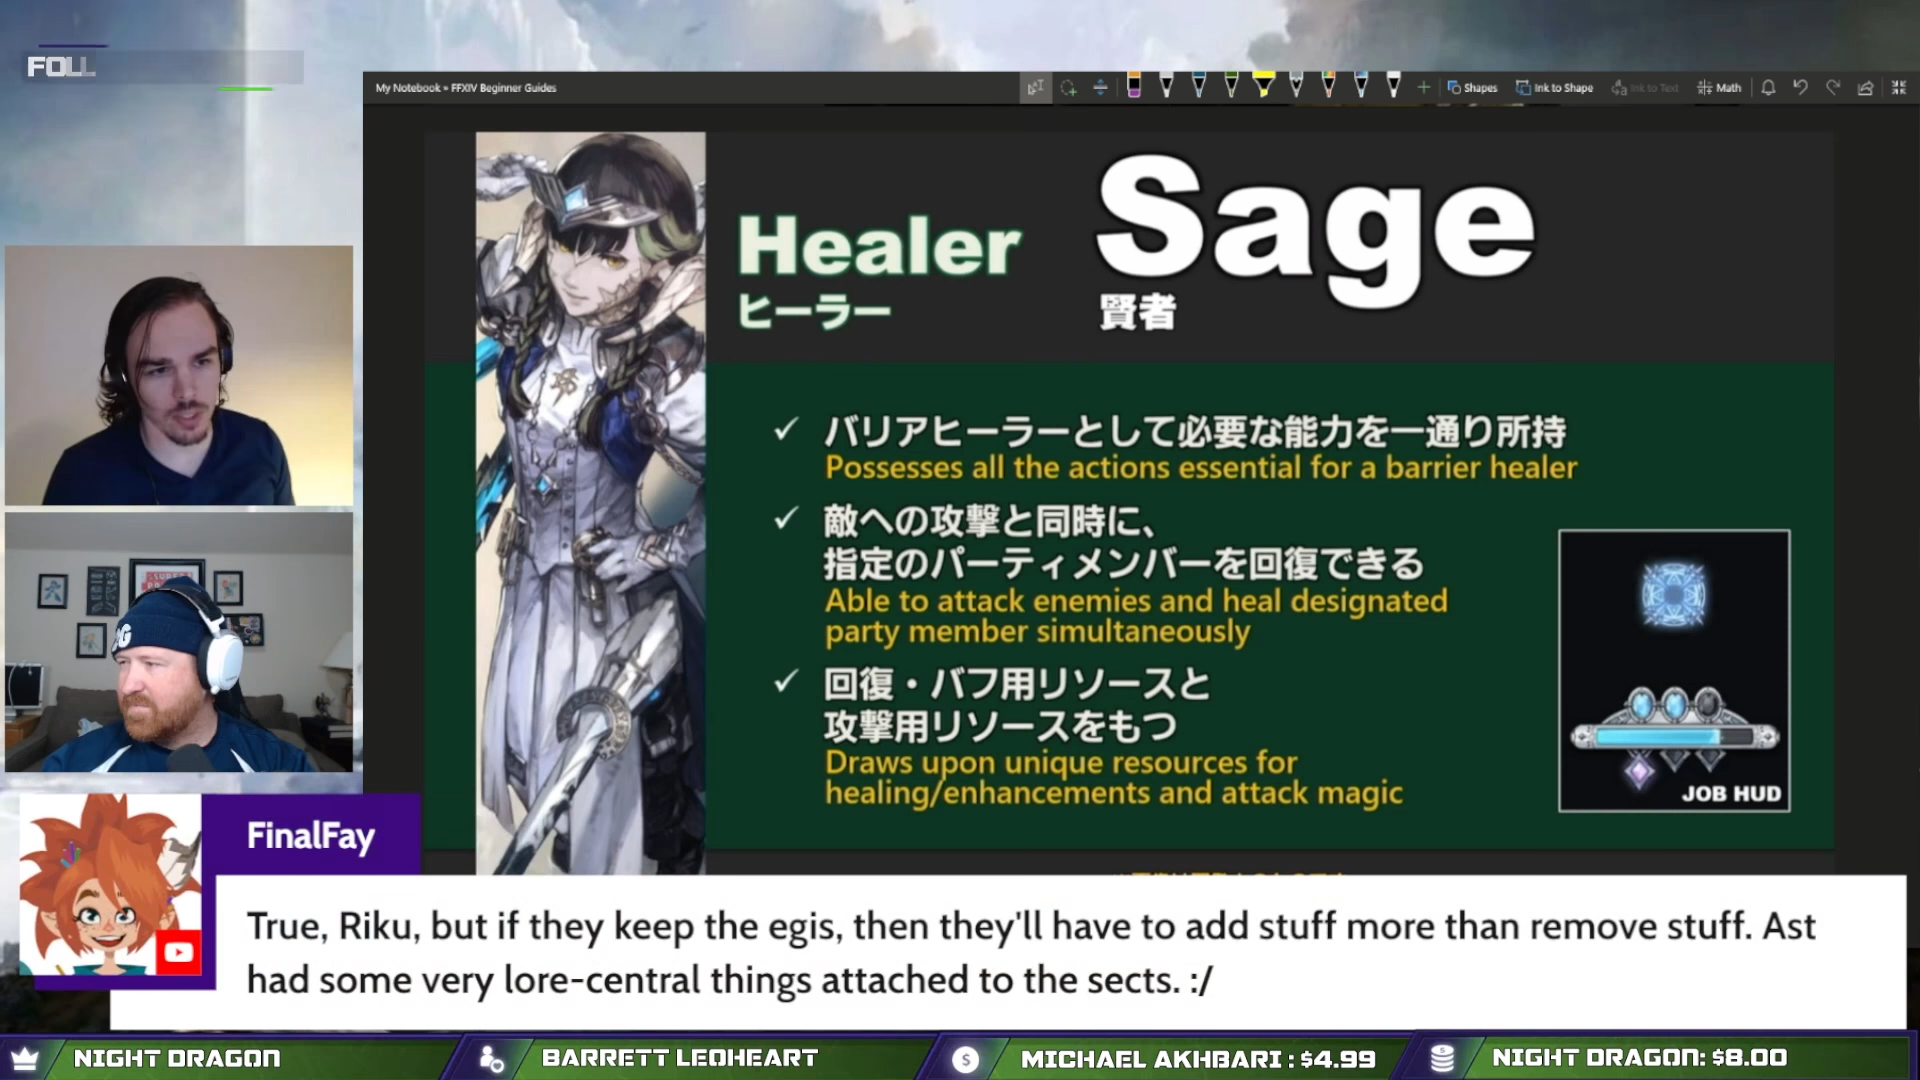 FOLL
My Notebook » FFXIV Beginner Guides
Shapes
Ink to Shape
Ink to Text
Math
Healer
ヒーラー
Sage
賢者
✓ バリアヒーラーとして必要な能力を一通り所持
Possesses all the actions essential for a barrier healer
✓ 敵への攻撃と同時に、
指定のパーティメンバーを回復できる
Able to attack enemies and heal designated
party member simultaneously
✓ 回復・バフ用リソースと
攻撃用リソースをもつ
Draws upon unique resources for
healing/enhancements and attack magic
JOB HUD
FinalFay
True, Riku, but if they keep the egis, then they'll have to add stuff more than remove stuff. Ast
had some very lore-central things attached to the sects. :/
NIGHT DRAGON
BARRETT LEOHEART
MICHAEL AKHBARI : $4.99
NIGHT DRAGON: $8.00